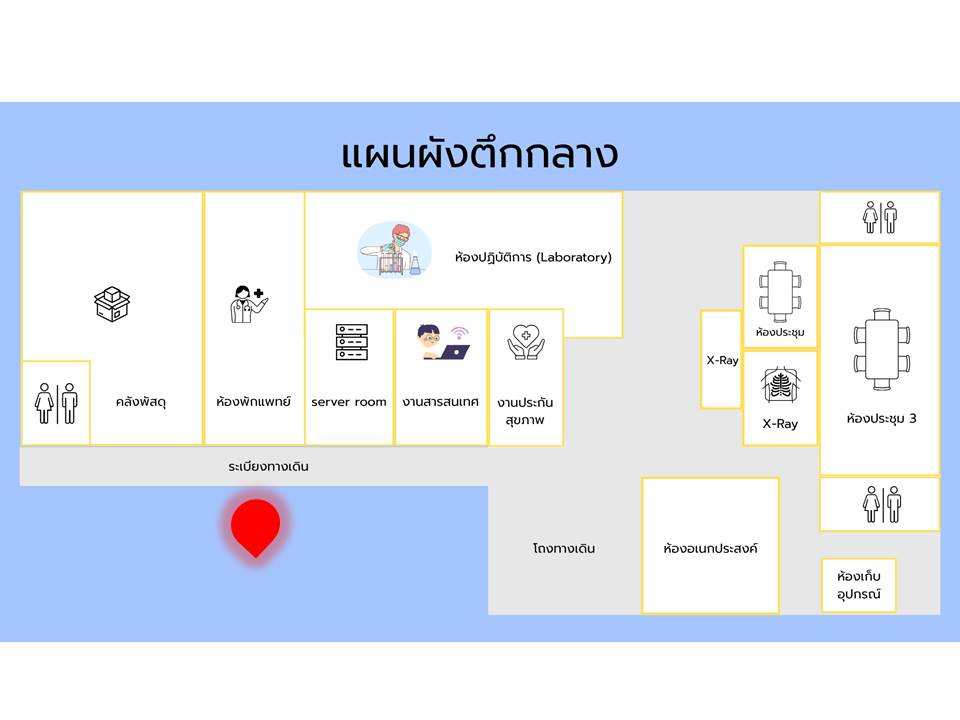 แผนผังตึกกลาง
ห้องปฏิบัติการ (Laboratory)
ห้องประชุม
X-Ray
คลังพัสดุ
ห้องพักแพทย์
server room
งานสารสนเทศ
งานประกัน
สุขภาพ
X-Ray
ห้องประชุม 3
ระเบียงทางเดิน
โถงทางเดิน
ห้องอเนกประสงค์
ห้องเก็บ
อุปกรณ์